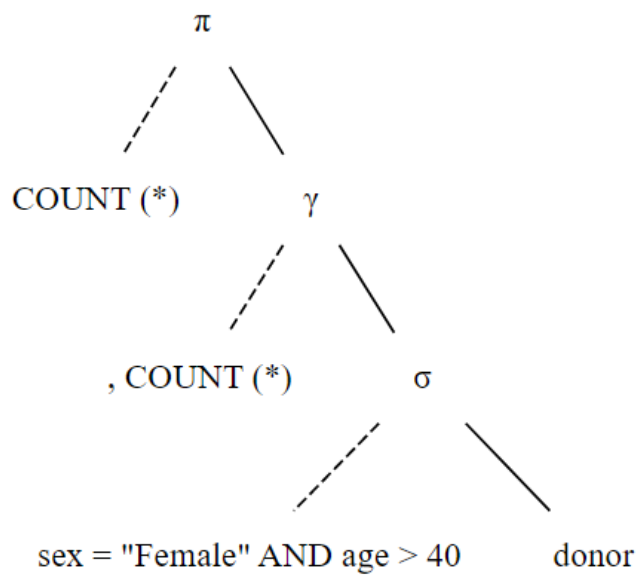 π
COUNT (*) γ
, COUNT (*) σ
sex = "Female" AND age > 40 donor